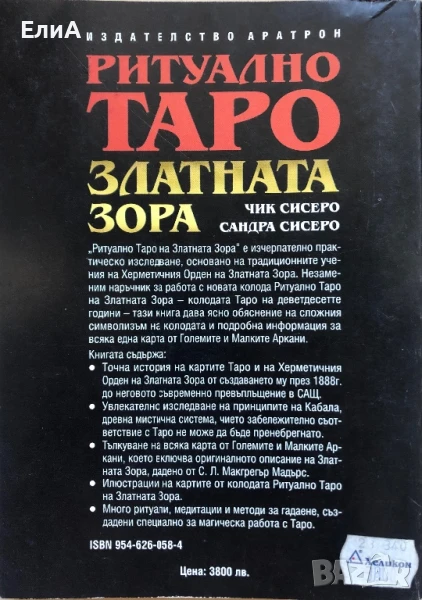 ЕлиА
ИЗДАТЕЛСТВО АРАТРОН
РИТУАЛНО
ТАРО
ЗЛАТНАТА
ЗОРА
ЧИК СИСЕРО
САНДРА СИСЕРО
„Ритуално Таро на Златната Зора" е изчерпателно прак-
тическо изследване, основано на традиционните уче-
ния на Херметичния Орден на Златната Зора. Незаме-
ним наръчник за работа с новата колода Ритуално Таро
на Златната Зора – колодата Таро на деветдесетте
години – тази книга дава ясно обяснение на сложния
символизъм на колодата и подробна информация за
всяка една карта от Големите и Малките Аркани.
Книгата съдържа:
● Точна история на картите Таро и на Херметичния
Орден на Златната Зора от създаването му през 1888г.
до неговото съвременно превъплъщение в САЩ.
● Увлекателно изследване на принципите на Кабала,
древна мистична система, чието забележително съот-
ветствие с Таро не може да бъде пренебрегнато.
● Тълкуване на всяка карта от Големите и Малките Ар-
кани, което включва оригиналното описание на Злат-
ната Зора, дадено от С. Л. Макгрегър Мадърс.
● Илюстрации на картите от колодата Ритуално Таро
на Златната Зора.
● Много ритуали, медитации и методи за гадаене, съз-
дадени специално за магическа работа с Таро.
ISBN 954-626-058-4
Цена: 3800 лв.
Хеликон
BAZAR.BG